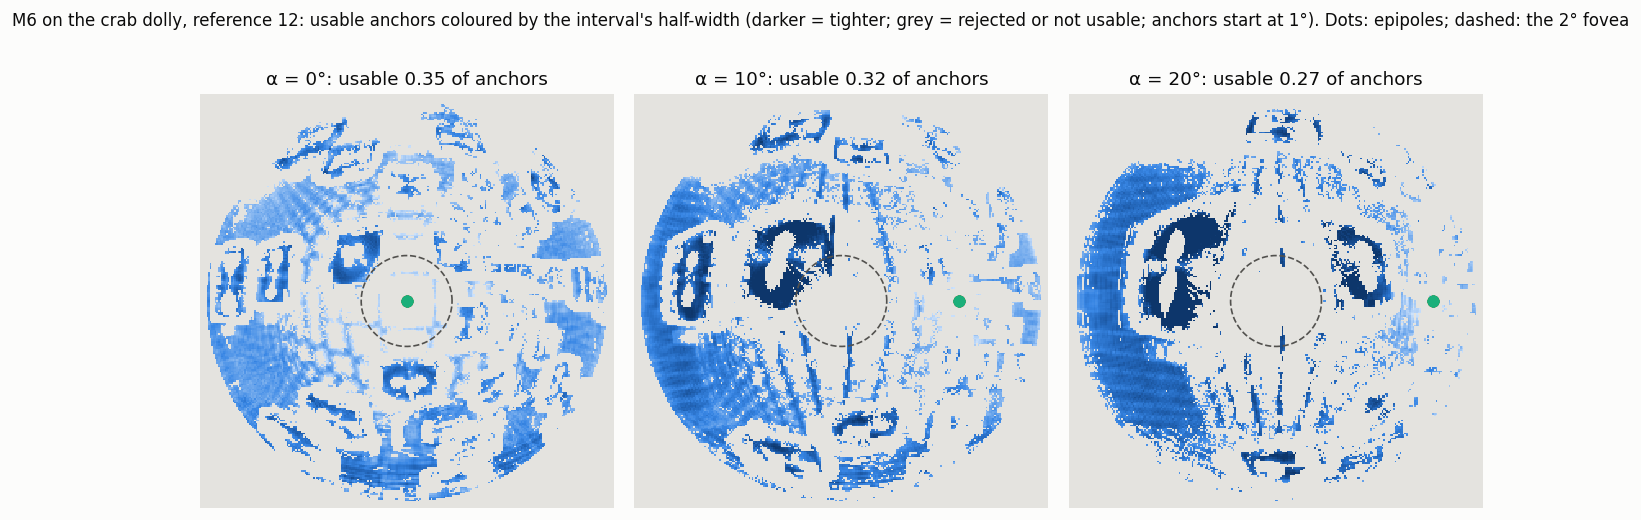 M6 on the crab dolly, reference 12: usable anchors coloured by the interval's half-width (darker = tighter; grey = rejected or not usable; anchors start at 1°). Dots: epipoles; dashed: the 2° fovea
α = 0°: usable 0.35 of anchors
α = 10°: usable 0.32 of anchors
α = 20°: usable 0.27 of anchors